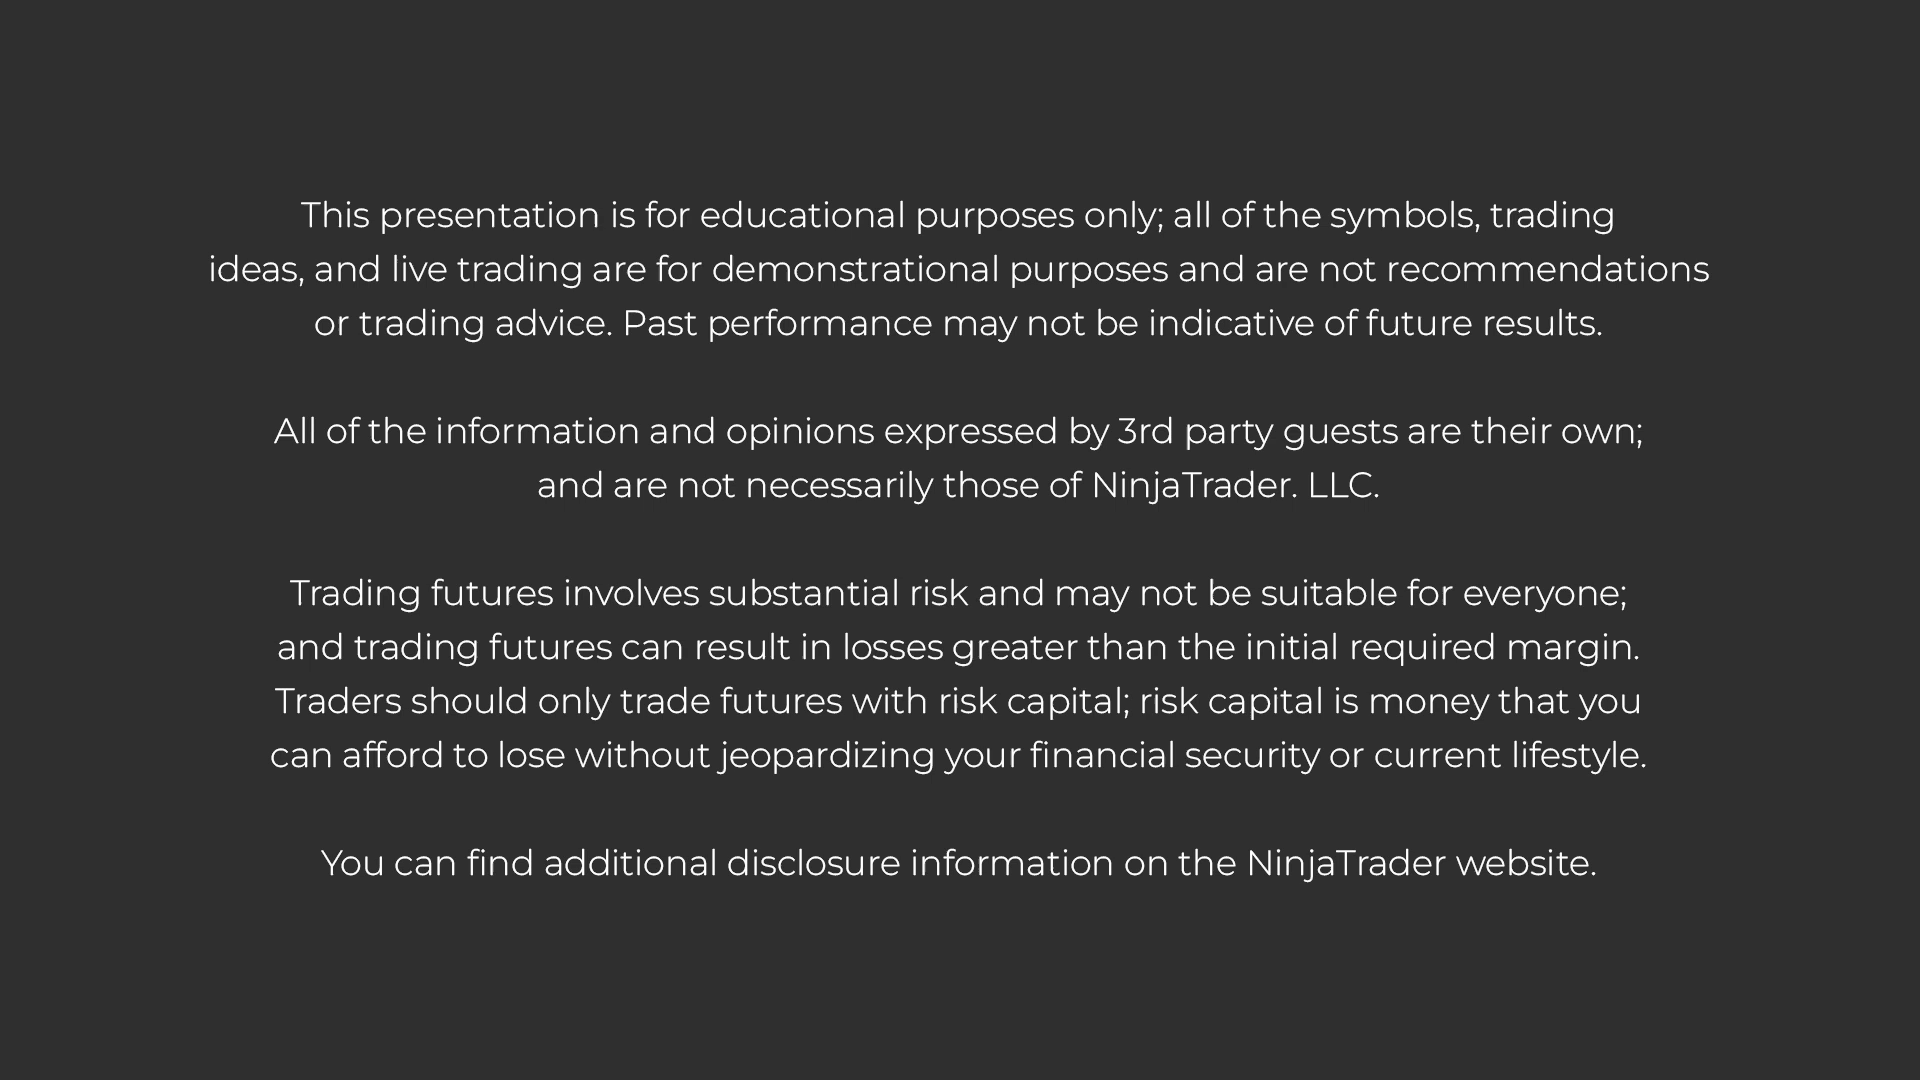 This presentation is for educational purposes only; all of the symbols, trading
ideas, and live trading are for demonstrational purposes and are not recommendations
or trading advice. Past performance may not be indicative of future results.
All of the information and opinions expressed by 3rd party guests are their own;
and are not necessarily those of NinjaTrader. LLC.
Trading futures involves substantial risk and may not be suitable for everyone;
and trading futures can result in losses greater than the initial required margin.
Traders should only trade futures with risk capital; risk capital is money that you
can afford to lose without jeopardizing your financial security or current lifestyle.
You can find additional disclosure information on the NinjaTrader website.